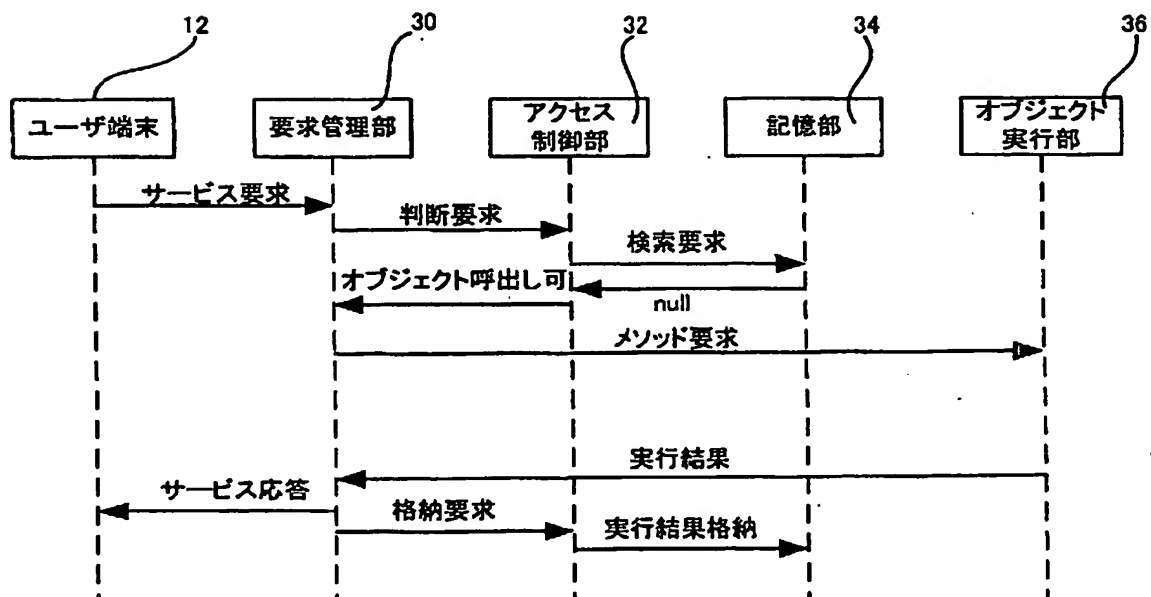 12
30
32
34
36
ユーザ端末
要求管理部
アクセス
制御部
記憶部
オブジェクト
実行部
サービス要求
判断要求
検索要求
オブジェクト呼出し可
null
メソッド要求
実行結果
サービス応答
格納要求
実行結果格納